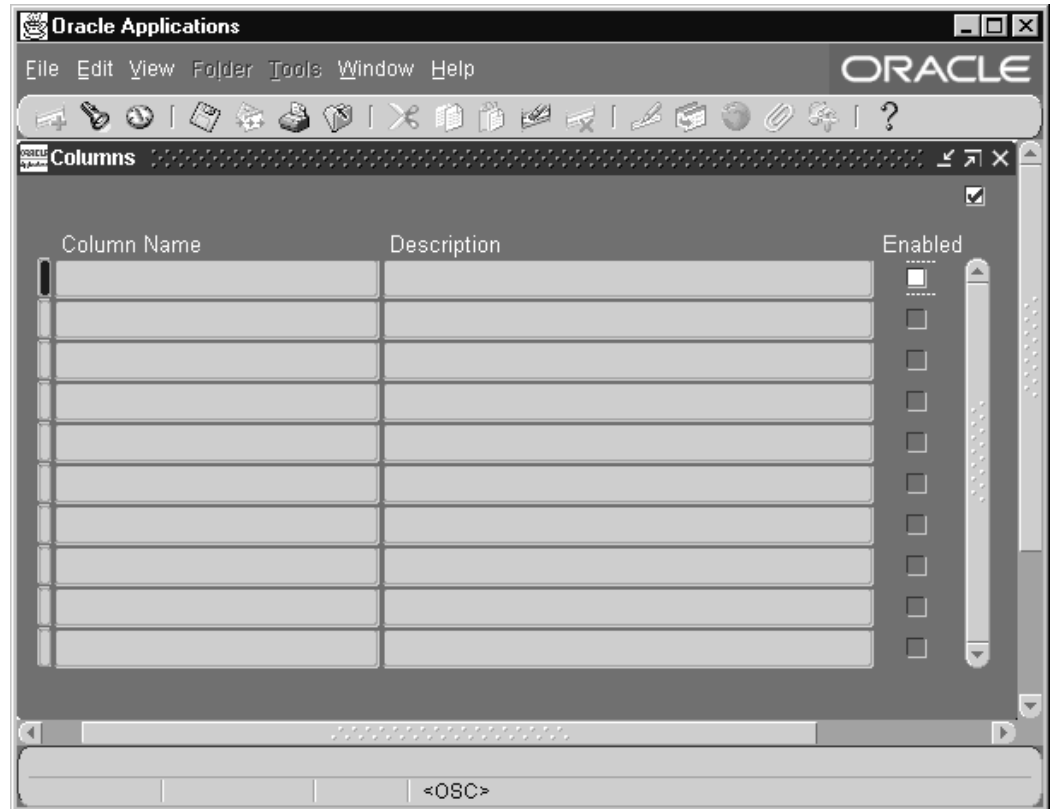 Oracle Applications
File Edit View Folder Tools Window Help
ORACLE
?
Columns
Column Name Description Enabled
<OSC>